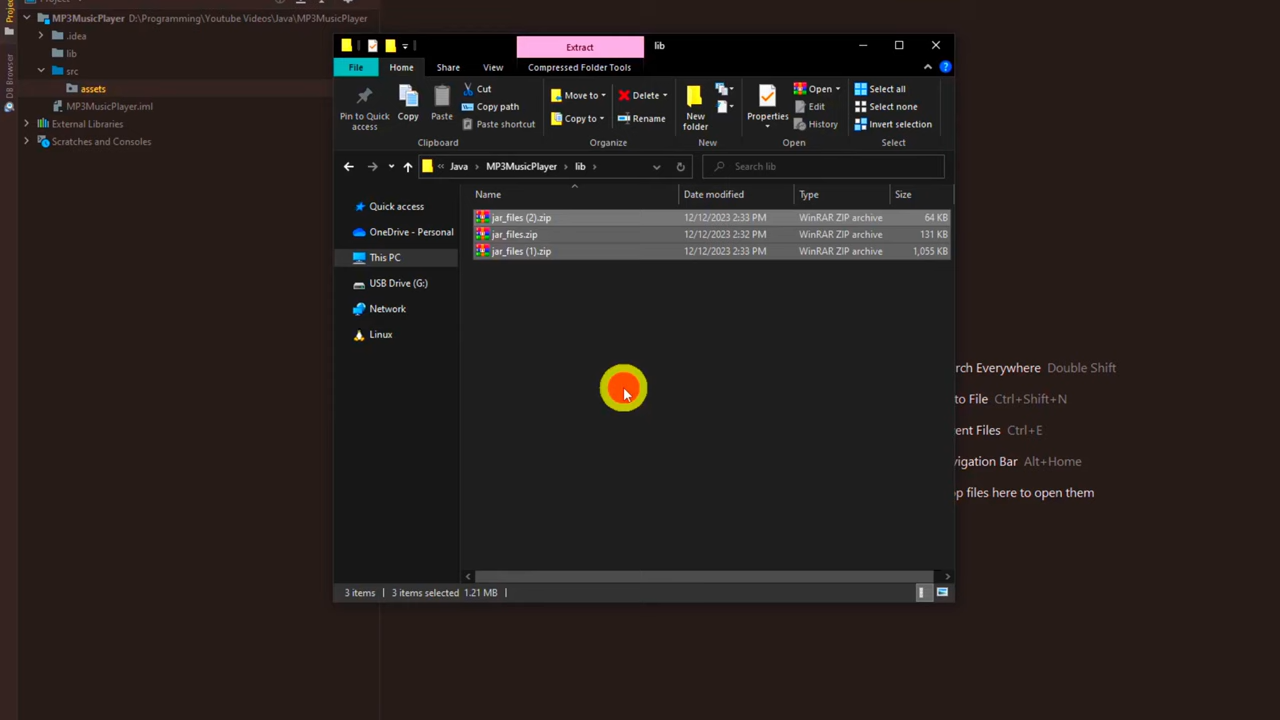 Project
MP3MusicPlayer D:\Programming\Youtube Videos\Java\MP3MusicPlayer
.idea
lib
src
assets
MP3MusicPlayer.iml
External Libraries
Scratches and Consoles
Project
DB Browser
Extract
lib
File
Home
Share
View
Compressed Folder Tools
Pin to Quick access
Copy
Paste
Cut
Copy path
Paste shortcut
Clipboard
Move to
Copy to
Delete
Rename
Organize
New folder
New
Properties
Open
Edit
History
Open
Select all
Select none
Invert selection
Select
« Java > MP3MusicPlayer > lib >
Search lib
Quick access
OneDrive - Personal
This PC
USB Drive (G:)
Network
Linux
Name Date modified Type Size
jar_files (2).zip 12/12/2023 2:33 PM WinRAR ZIP archive 64 KB
jar_files.zip 12/12/2023 2:32 PM WinRAR ZIP archive 131 KB
jar_files (1).zip 12/12/2023 2:33 PM WinRAR ZIP archive 1,055 KB
3 items 3 items selected 1.21 MB
rch Everywhere Double Shift
to File Ctrl+Shift+N
ent Files Ctrl+E
vigation Bar Alt+Home
op files here to open them